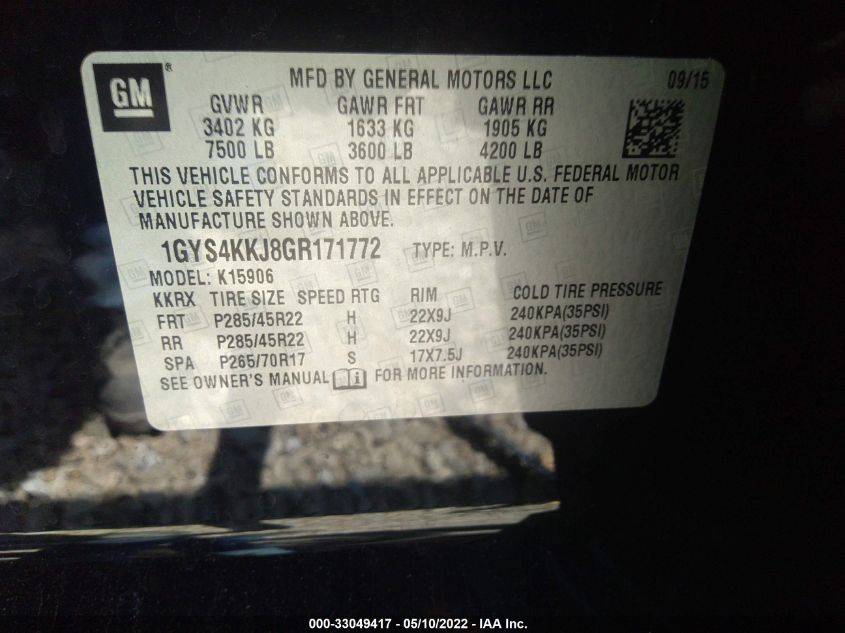 GM ® MFD BY GENERAL MOTORS LLC 09/15
GVWR GAWR FRT GAWR RR
3402 KG 1633 KG 1905 KG
7500 LB 3600 LB 4200 LB
THIS VEHICLE CONFORMS TO ALL APPLICABLE U.S. FEDERAL MOTOR
VEHICLE SAFETY STANDARDS IN EFFECT ON THE DATE OF
MANUFACTURE SHOWN ABOVE.
1GYS4KKJ8GR171772 TYPE: M.P.V.
MODEL: K15906
KKRX TIRE SIZE SPEED RTG RIM COLD TIRE PRESSURE
FRT P285/45R22 H 22X9J 240KPA(35PSI)
RR P285/45R22 H 22X9J 240KPA(35PSI)
SPA P265/70R17 S 17X7.5J 240KPA(35PSI)
SEE OWNER'S MANUAL FOR MORE INFORMATION.
000-33049417 - 05/10/2022 - IAA Inc.